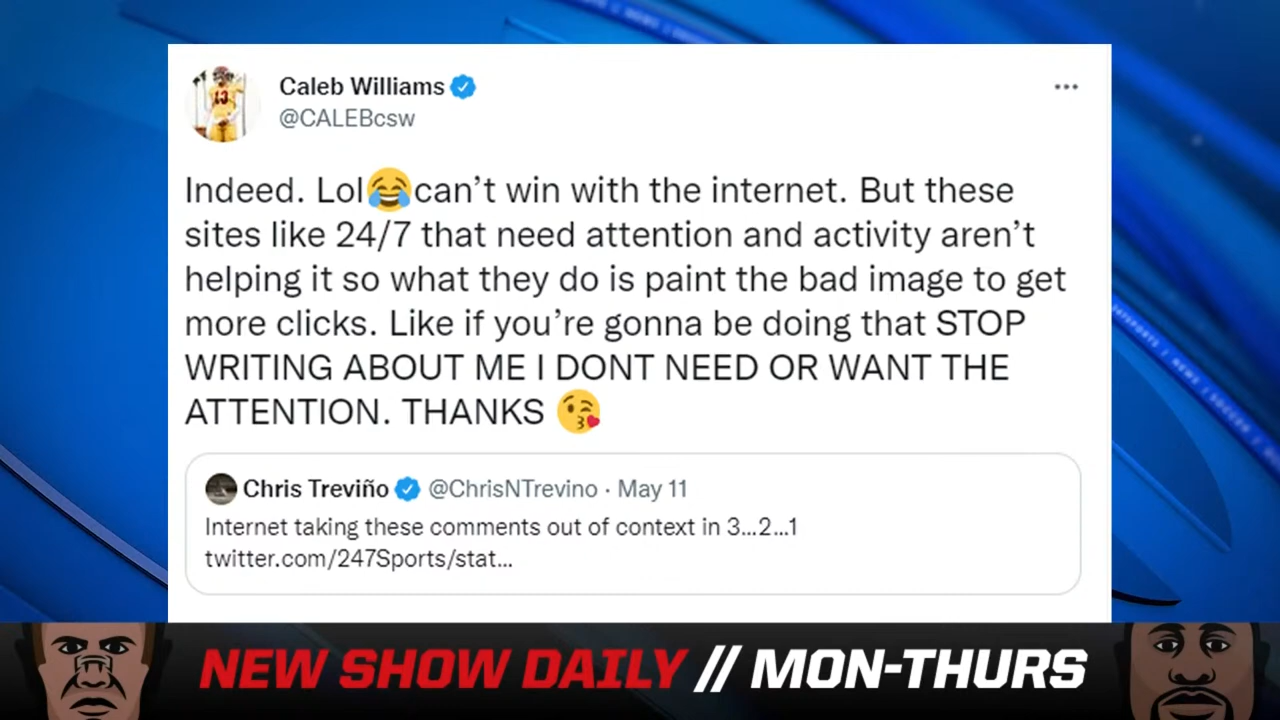 Caleb Williams
@CALEBcsw
Indeed. Lol😂can’t win with the internet. But these
sites like 24/7 that need attention and activity aren’t
helping it so what they do is paint the bad image to get
more clicks. Like if you’re gonna be doing that STOP
WRITING ABOUT ME I DONT NEED OR WANT THE
ATTENTION. THANKS 😘
Chris Treviño @ChrisNTrevino · May 11
Internet taking these comments out of context in 3...2...1
twitter.com/247Sports/stat...
NEW SHOW DAILY // MON-THURS